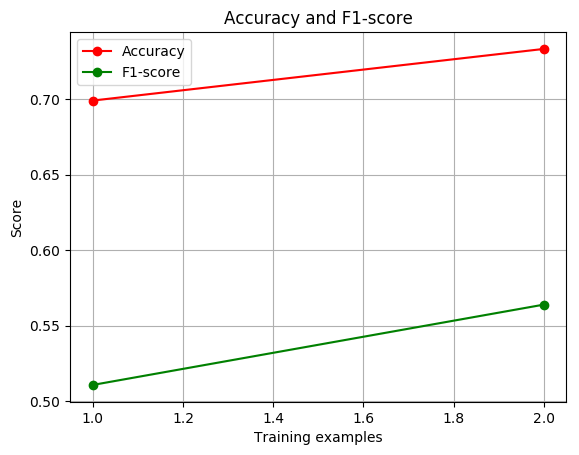 Accuracy and F1-score
Accuracy
F1-score
Score
0.70
0.65
0.60
0.55
0.50
1.0 1.2 1.4 1.6 1.8 2.0
Training examples